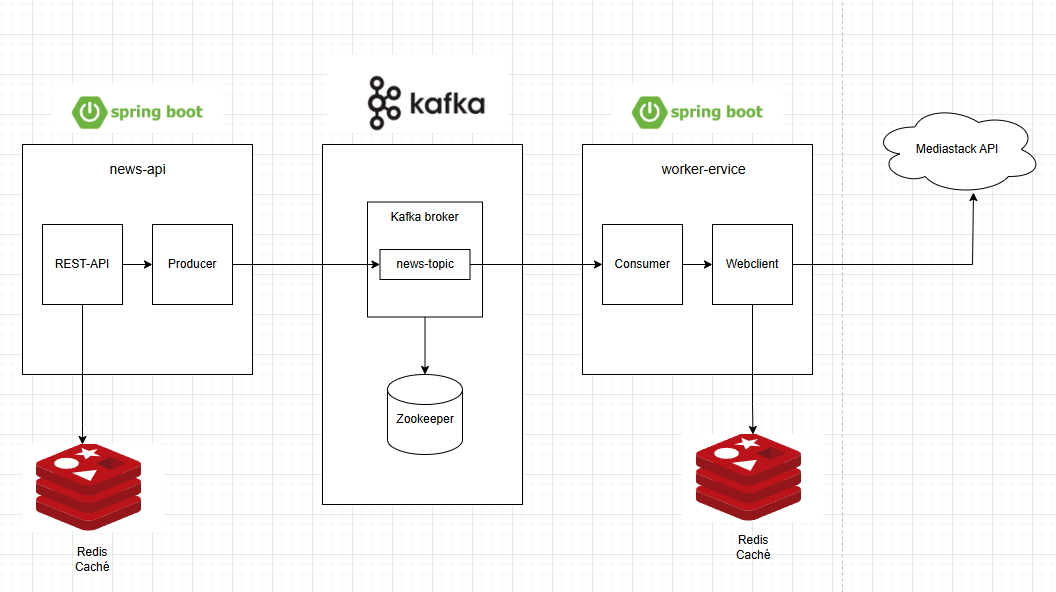 spring boot
kafka
spring boot
news-api
worker-ervice
Mediastack API
Kafka broker
REST-API
Producer
news-topic
Consumer
Webclient
Zookeeper
Redis
Caché
Redis
Caché